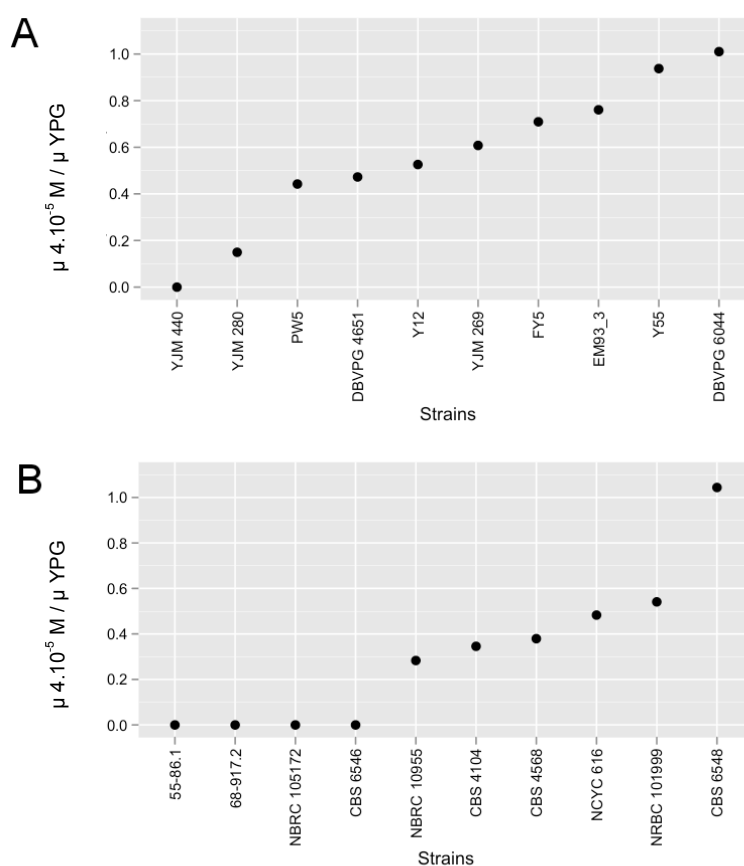 A
μ 4.10⁻⁵ M / μ YPG
1.0
0.8
0.6
0.4
0.2
0.0
YJM 440
YJM 280
PW5
DBVPG 4651
Y12
YJM 269
FY5
EM93_3
Y55
DBVPG 6044
Strains
B
μ 4.10⁻⁵ M / μ YPG
1.0
0.8
0.6
0.4
0.2
0.0
55-86.1
68-917.2
NBRC 105172
CBS 6546
NBRC 10955
CBS 4104
CBS 4568
NCYC 616
NRBC 101999
CBS 6548
Strains